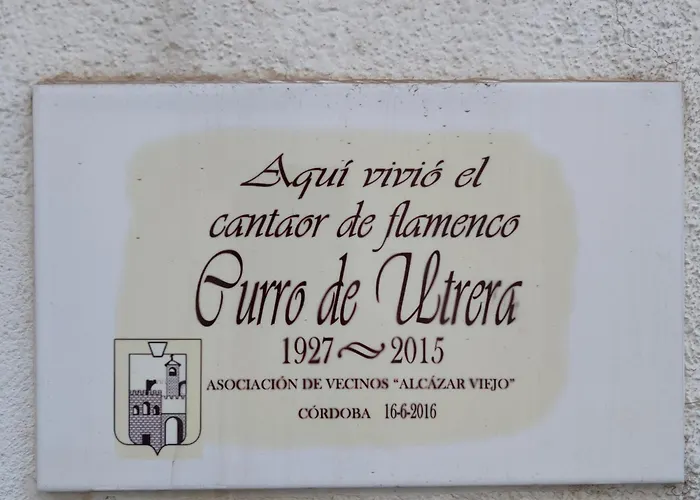 Aquí vivió el
cantaor de flamenco
Curro de Utrera
1927~2015
ASOCIACIÓN DE VECINOS “ALCÁZAR VIEJO”
CÓRDOBA 16-6-2016